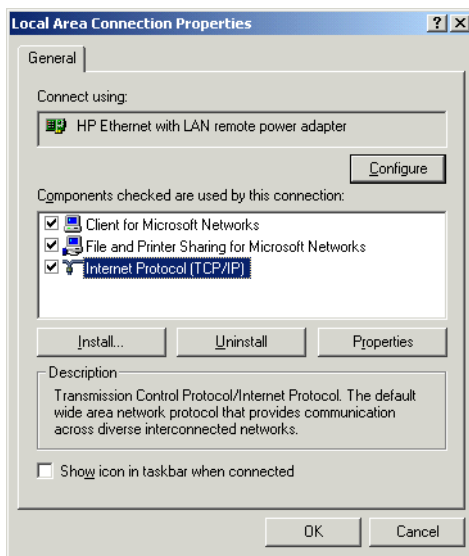 Local Area Connection Properties
General
Connect using:
HP Ethernet with LAN remote power adapter
Configure
Components checked are used by this connection:
Client for Microsoft Networks
File and Printer Sharing for Microsoft Networks
Internet Protocol (TCP/IP)
Install... Uninstall Properties
Description
Transmission Control Protocol/Internet Protocol. The default
wide area network protocol that provides communication
across diverse interconnected networks.
Show icon in taskbar when connected
OK Cancel